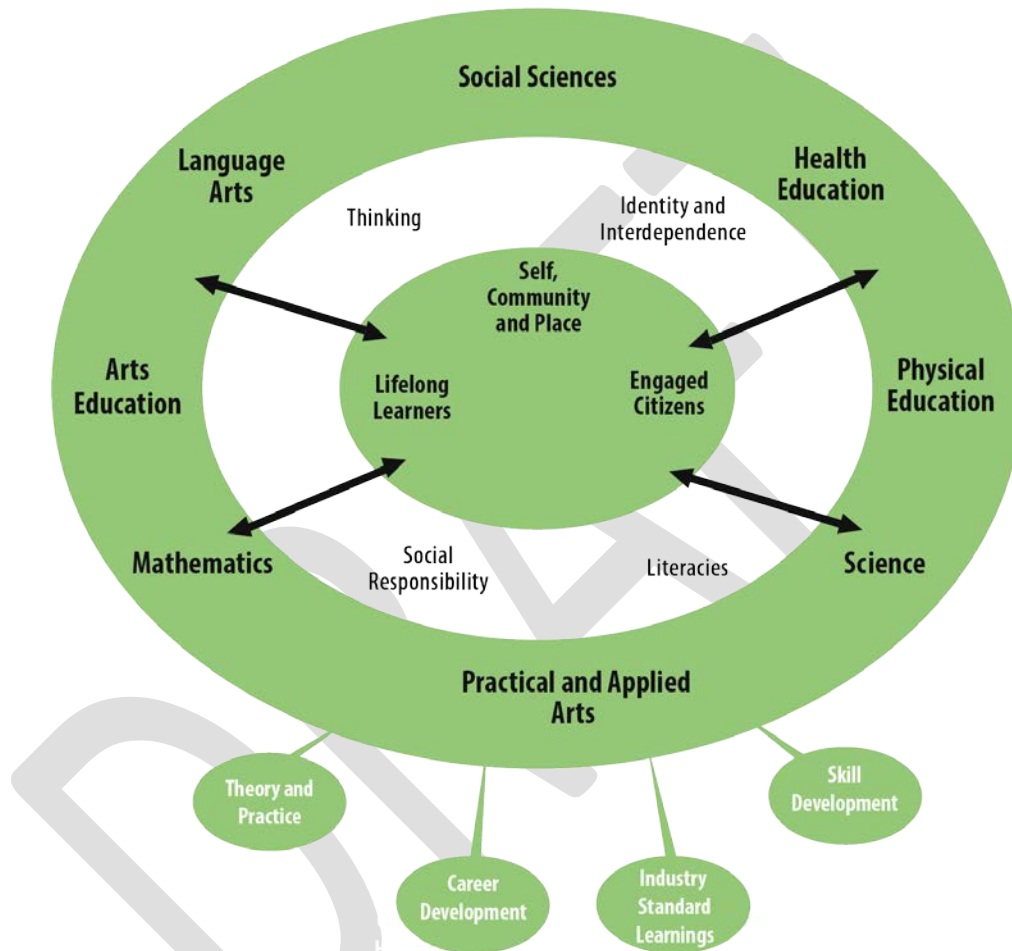 Social Sciences
Language
Arts
Health
Education
Thinking
Identity and
Interdependence
Self,
Community
and Place
Arts
Education
Lifelong
Learners
Engaged
Citizens
Physical
Education
Mathematics
Social
Responsibility
Literacies
Science
Practical and Applied
Arts
Theory and
Practice
Skill
Development
Career
Development
Industry
Standard
Learnings
DRAFT